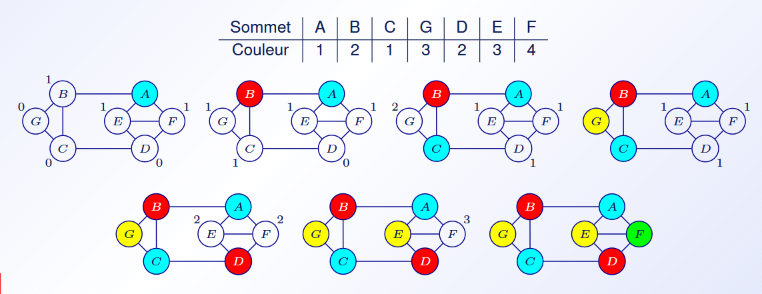 Sommet A B C G D E F
Couleur 1 2 1 3 2 3 4
1 B A
0 G 1 E F 1
0 C D 0
B A
1 G 1 E F 1
1 C D 0
B A
2 G 1 E F 1
C D 1
B A
G 1 E F 1
C D 1
B A
G 2 E F 2
C D
B A
G E F 3
C D
B A
G E F
C D